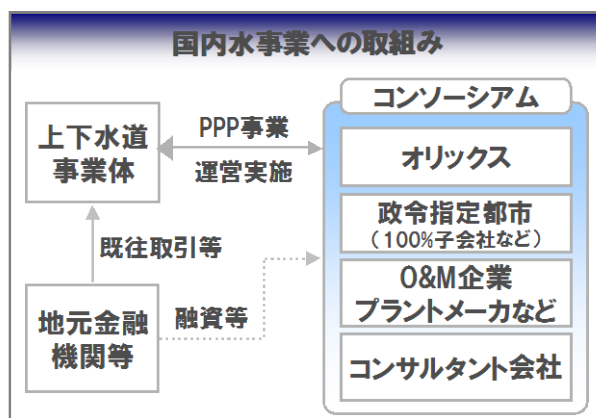 国内水事業への取組み
コンソーシアム
上下水道
事業体
PPP事業
運営実施
オリックス
政令指定都市
（100%子会社など）
既往取引等
O&M企業
プラントメーカなど
地元金融
機関等
融資等
コンサルタント会社